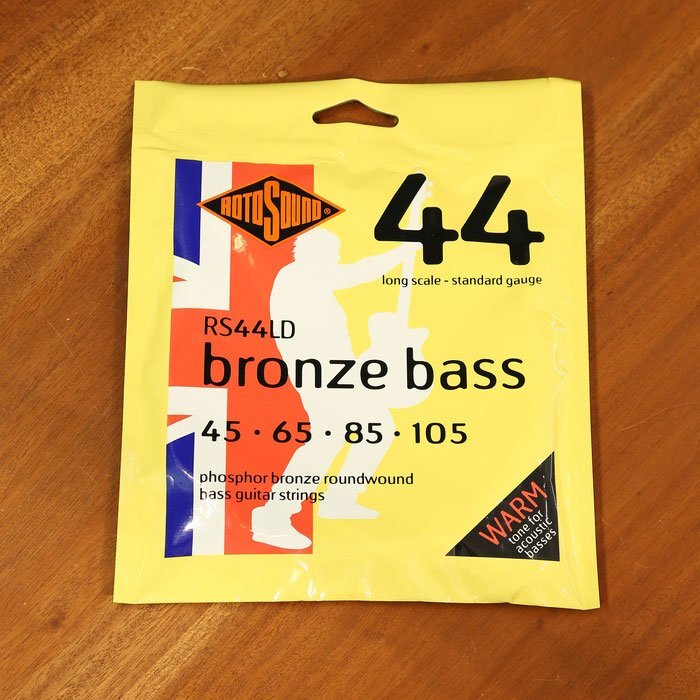 ROTOSOUND®
44
long scale - standard gauge
RS44LD
bronze bass
45 · 65 · 85 · 105
phosphor bronze roundwound
bass guitar strings
WARM
tone for
acoustic
basses